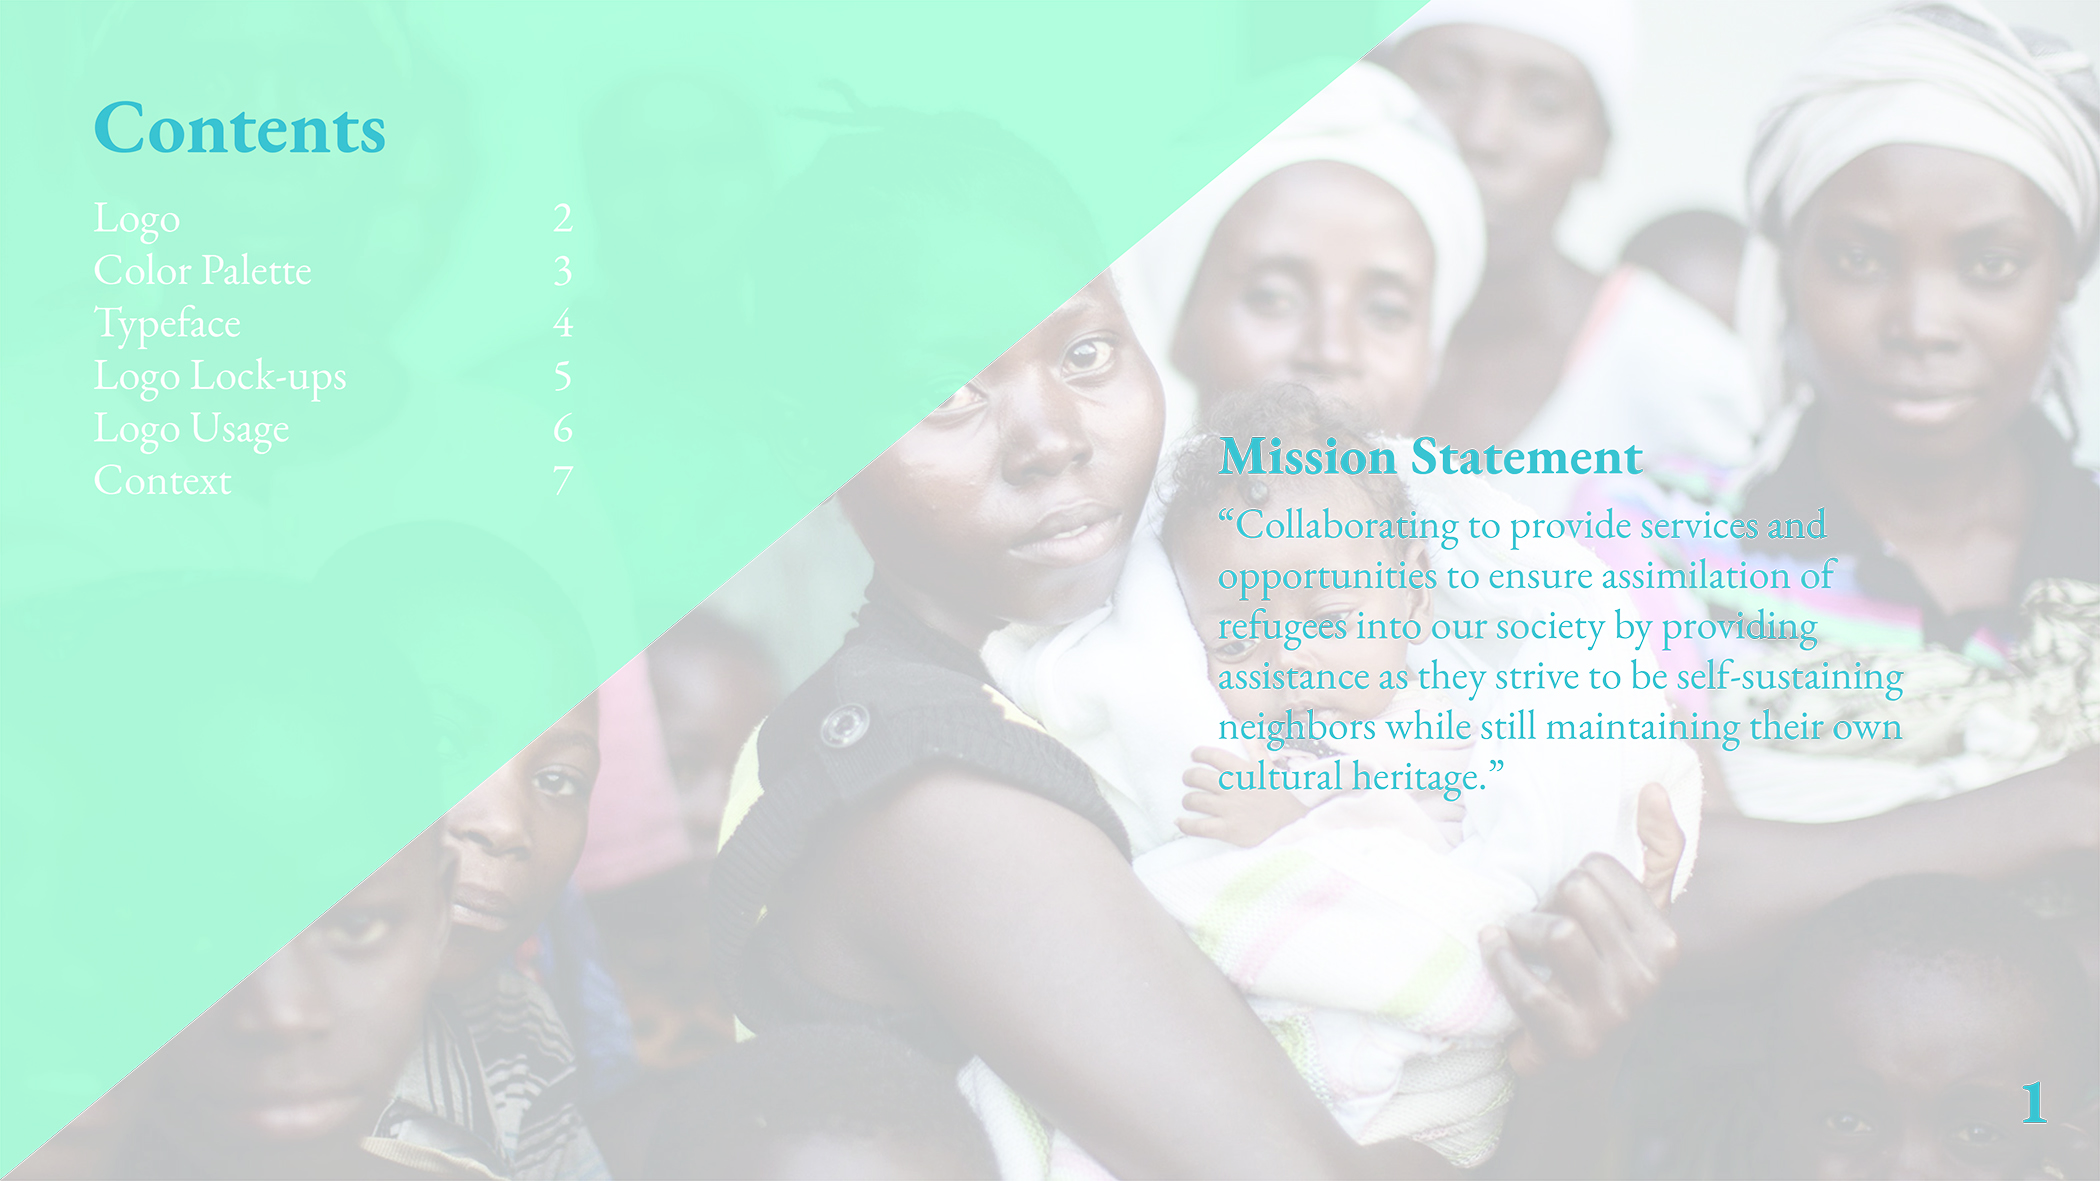 Contents
Logo 2
Color Palette 3
Typeface 4
Logo Lock-ups 5
Logo Usage 6
Context 7
Mission Statement
“Collaborating to provide services and
opportunities to ensure assimilation of
refugees into our society by providing
assistance as they strive to be self-sustaining
neighbors while still maintaining their own
cultural heritage.”
1